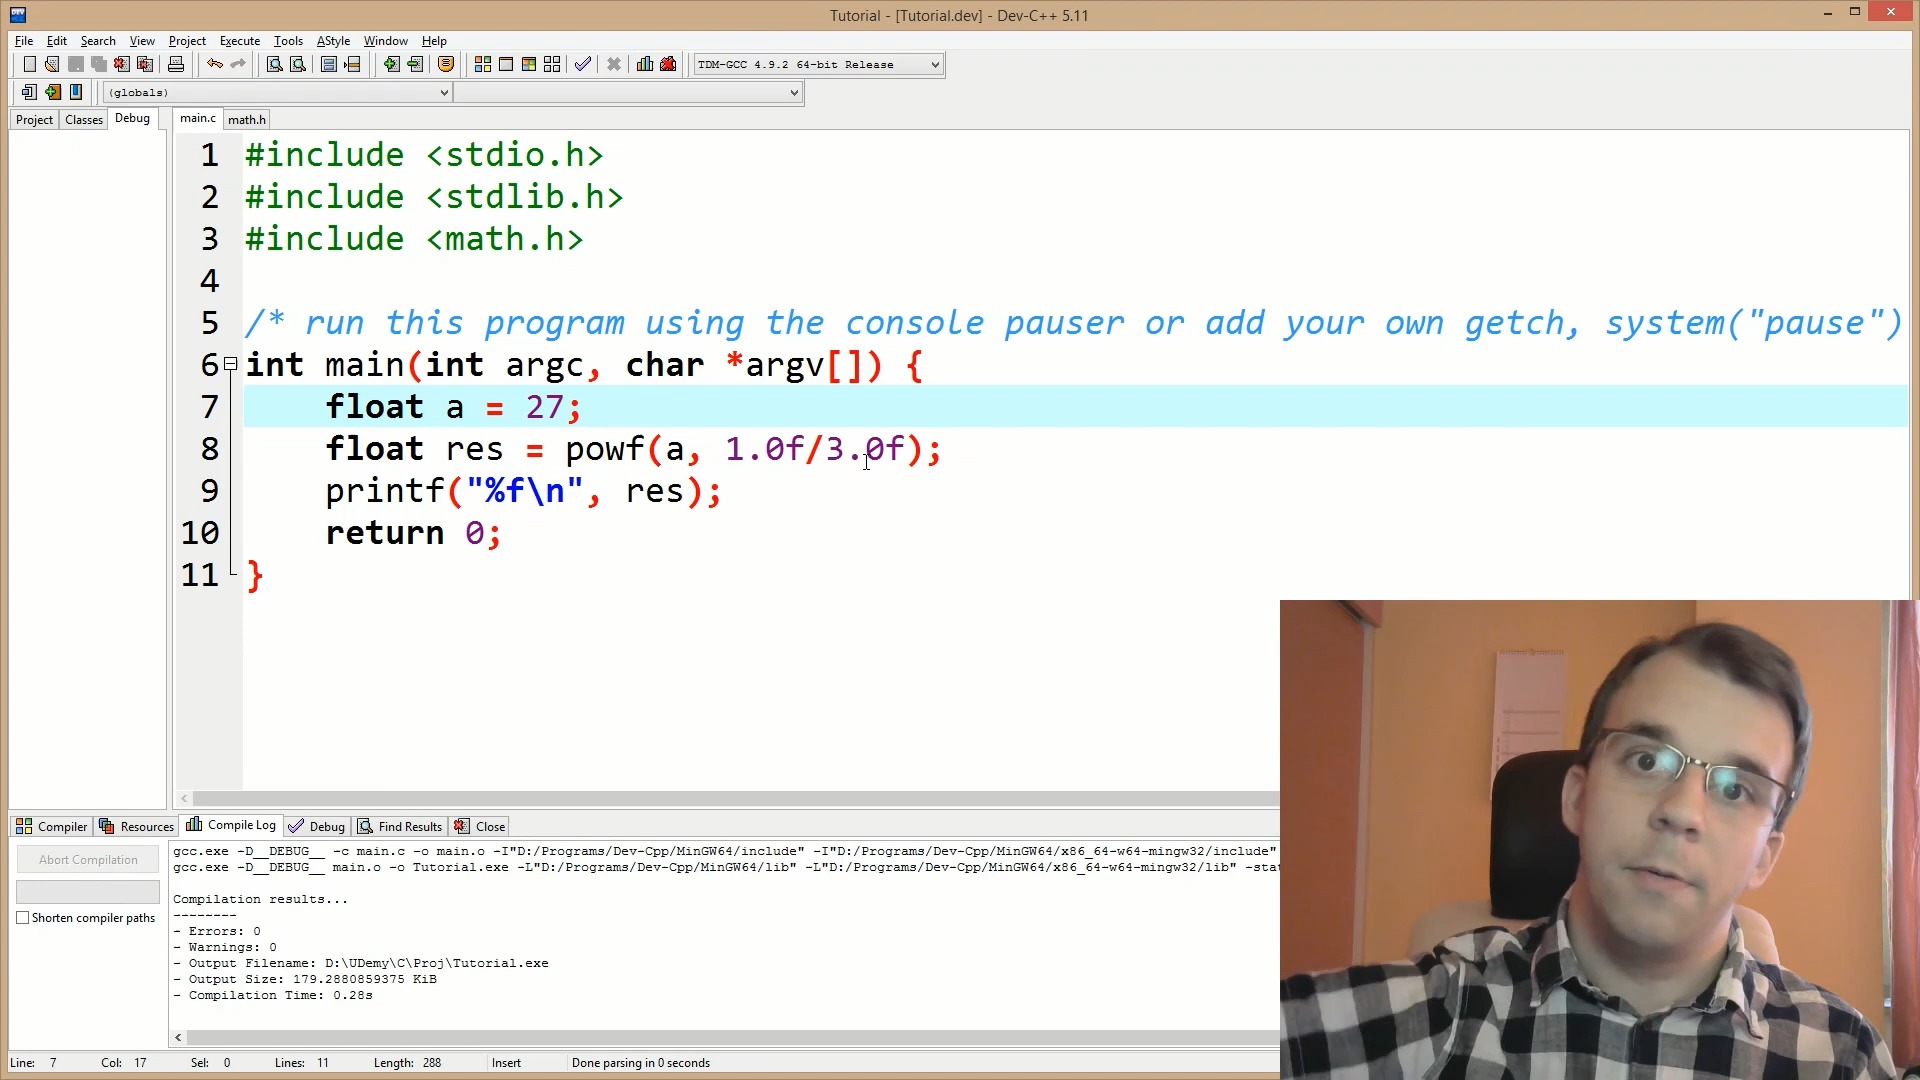 Tutorial - [Tutorial.dev] - Dev-C++ 5.11
File Edit Search View Project Execute Tools AStyle Window Help
TDM-GCC 4.9.2 64-bit Release
(globals)
Project Classes Debug main.c math.h
1 #include <stdio.h>
2 #include <stdlib.h>
3 #include <math.h>
4
5 /* run this program using the console pauser or add your own getch, system("pause")
6 int main(int argc, char *argv[]) {
7 float a = 27;
8 float res = powf(a, 1.0f/3.0f);
9 printf("%f\n", res);
10 return 0;
11 }
Compiler Resources Compile Log Debug Find Results Close
Abort Compilation
Shorten compiler paths
gcc.exe -D__DEBUG__ -c main.c -o main.o -I"D:/Programs/Dev-Cpp/MinGW64/include" -I"D:/Programs/Dev-Cpp/MinGW64/x86_64-w64-mingw32/include"
gcc.exe -D__DEBUG__ main.o -o Tutorial.exe -L"D:/Programs/Dev-Cpp/MinGW64/lib" -L"D:/Programs/Dev-Cpp/MinGW64/x86_64-w64-mingw32/lib" -stat
Compilation results...
--------
- Errors: 0
- Warnings: 0
- Output Filename: D:\UDemy\C\Proj\Tutorial.exe
- Output Size: 179.2880859375 KiB
- Compilation Time: 0.28s
Line: 7 Col: 17 Sel: 0 Lines: 11 Length: 288 Insert Done parsing in 0 seconds